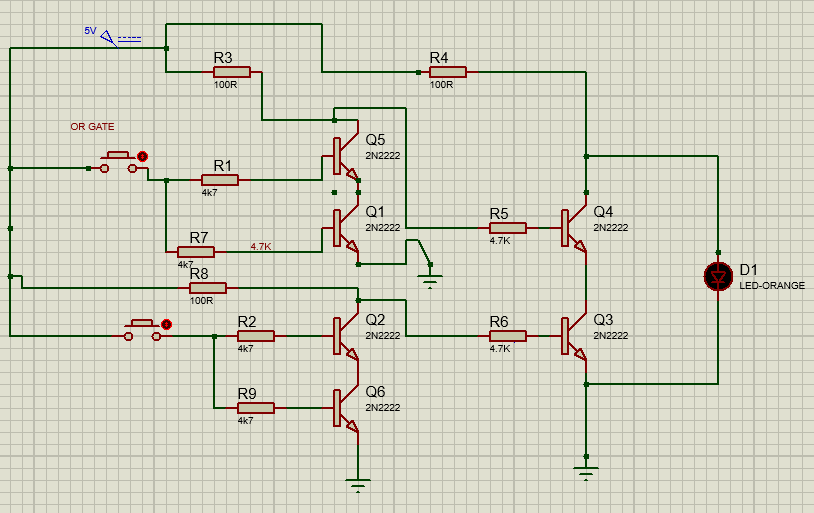 5V
R3
100R
R4
100R
OR GATE
Q5
2N2222
R1
4k7
Q1
2N2222
R5
4.7K
Q4
2N2222
R7
4k7
4.7K
R8
100R
D1
LED-ORANGE
R2
4k7
Q2
2N2222
R6
4.7K
Q3
2N2222
R9
4k7
Q6
2N2222